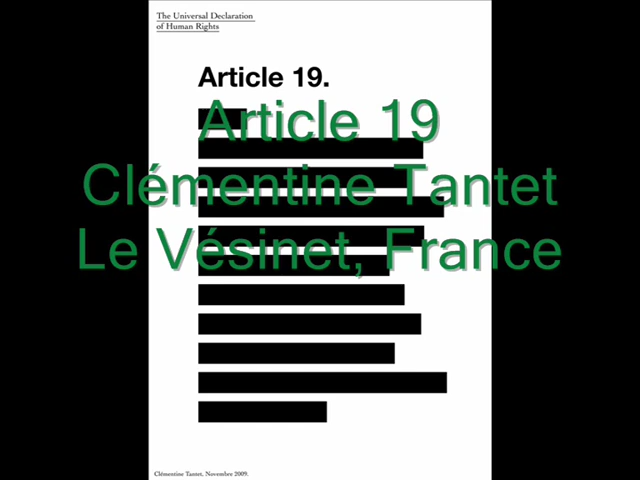 The Universal Declaration
of Human Rights
Article 19.
Article 19
Clémentine Tantet
Le Vésinet, France
Clémentine Tantet, Novembre 2009.